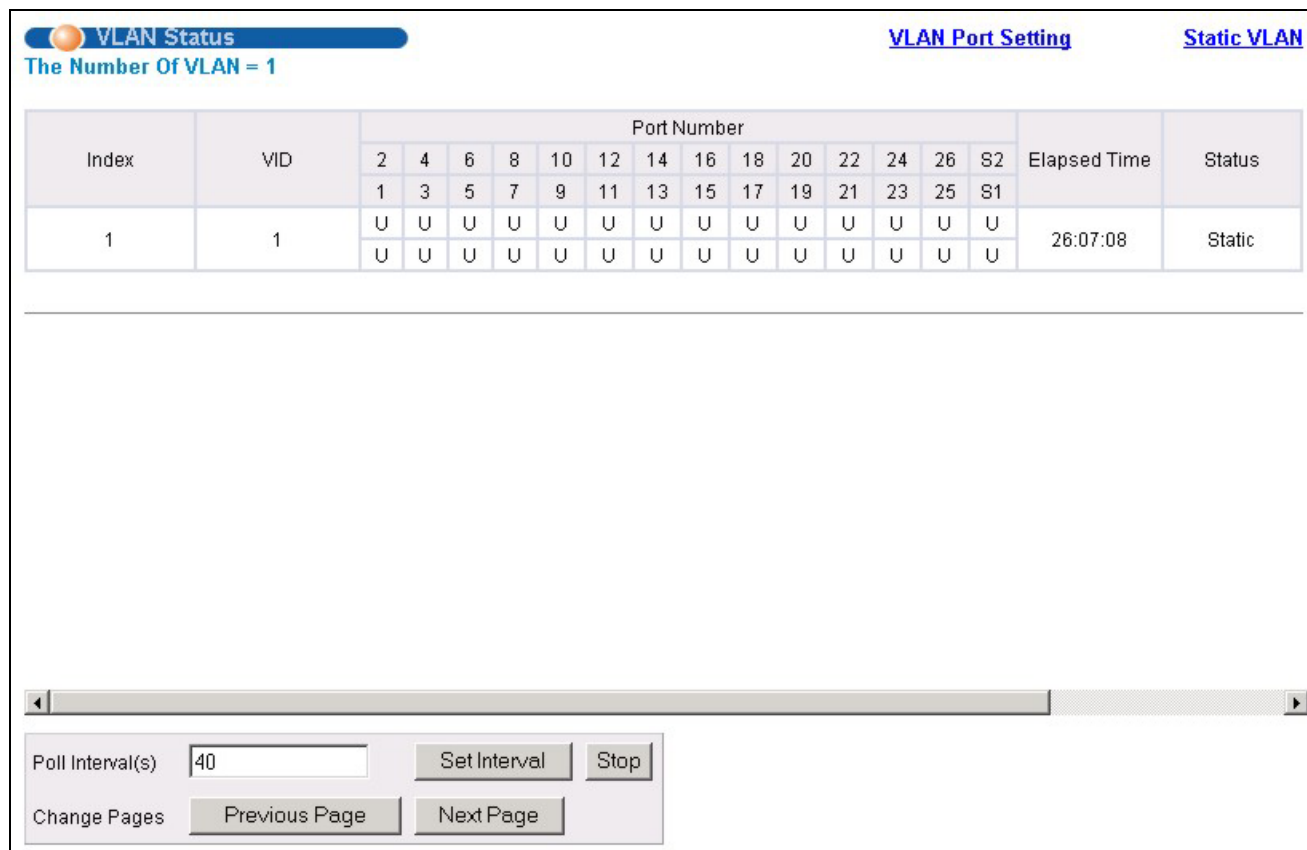 VLAN Status VLAN Port Setting Static VLAN
The Number Of VLAN = 1
Port Number
Index VID 2 4 6 8 10 12 14 16 18 20 22 24 26 S2 Elapsed Time Status
1 3 5 7 9 11 13 15 17 19 21 23 25 S1
1 1 U U U U U U U U U U U U U U 26:07:08 Static
U U U U U U U U U U U U U U
Poll Interval(s) 40 Set Interval Stop
Change Pages Previous Page Next Page